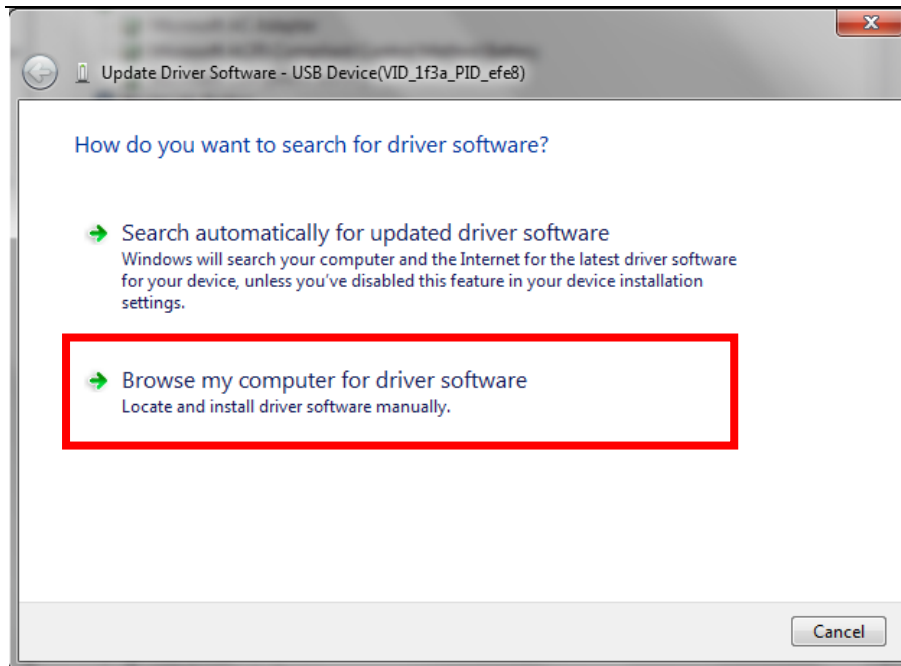 Microsoft AC Adapter
X
Update Driver Software - USB Device(VID_1f3a_PID_efe8)
How do you want to search for driver software?
Search automatically for updated driver software
Windows will search your computer and the Internet for the latest driver software
for your device, unless you've disabled this feature in your device installation
settings.
Browse my computer for driver software
Locate and install driver software manually.
Cancel